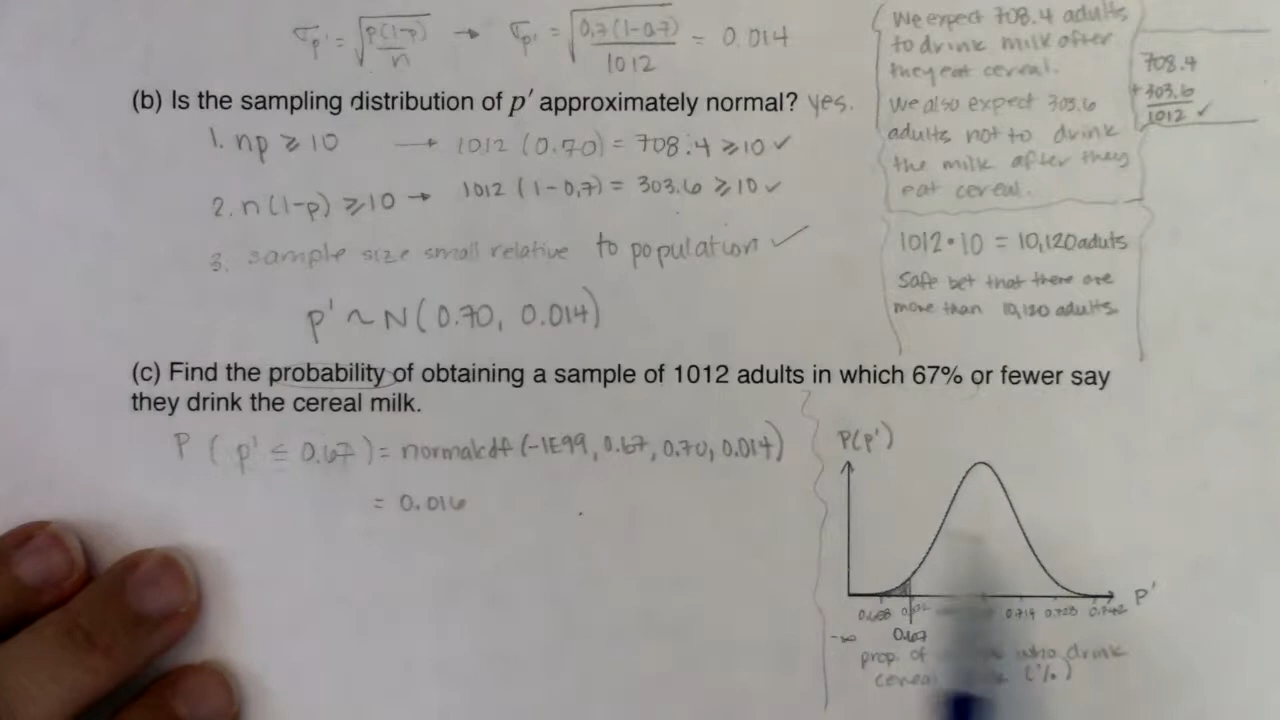 σp' = √p(1-p)/n → σp' = √0.7(1-0.7)/1012 = 0.014
(b) Is the sampling distribution of p' approximately normal? yes.
1. np ≥ 10 → 1012 (0.70) = 708.4 ≥ 10 ✓
2. n(1-p) ≥ 10 → 1012 (1-0.7) = 303.6 ≥ 10 ✓
3. sample size small relative to population ✓
p' ~ N(0.70, 0.014)
We expect 708.4 adults
to drink milk after
they eat cereal.
We also expect 303.6
adults not to drink
the milk after they
eat cereal.
708.4
+ 303.6
1012 ✓
1012 • 10 = 10,120 adults
Safe bet that there are
more than 10,120 adults.
(c) Find the probability of obtaining a sample of 1012 adults in which 67% or fewer say
they drink the cereal milk.
P ( p' ≤ 0.67 ) = normalcdf (-1E99, 0.67, 0.70, 0.014)
= 0.016
P(p')
p'
0.658 0.714 0.728 0.742
-∞ 0.67
prop. of who drink
cereal (%)